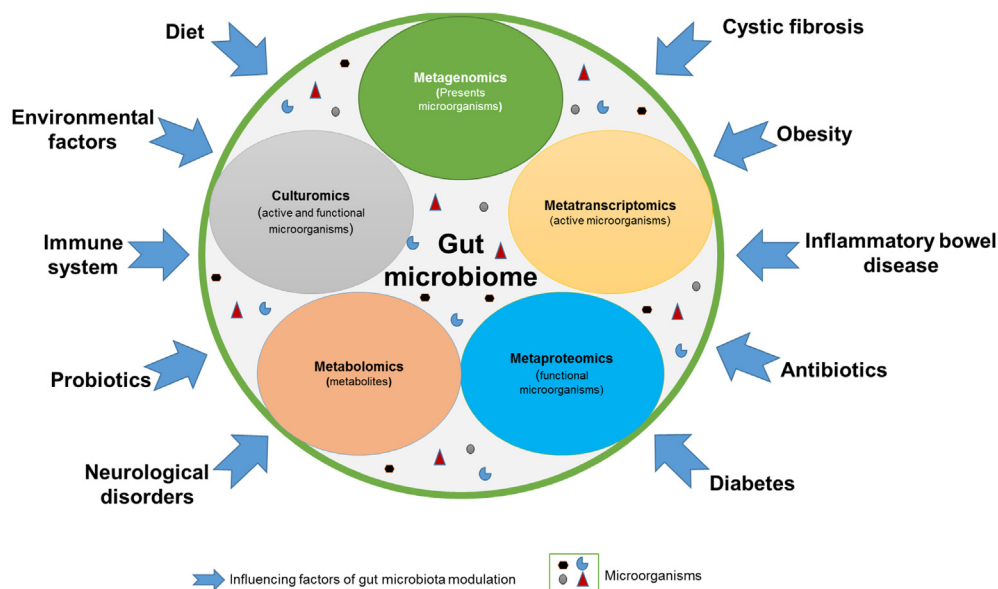 Diet
Cystic fibrosis
Metagenomics
(Presents
microorganisms)
Environmental
factors
Obesity
Culturomics
(active and functional
microorganisms)
Metatranscriptomics
(active microorganisms)
Immune
system
Gut
microbiome
Inflammatory bowel
disease
Probiotics
Metabolomics
(metabolites)
Metaproteomics
(functional
microorganisms)
Antibiotics
Neurological
disorders
Diabetes
Influencing factors of gut microbiota modulation
Microorganisms